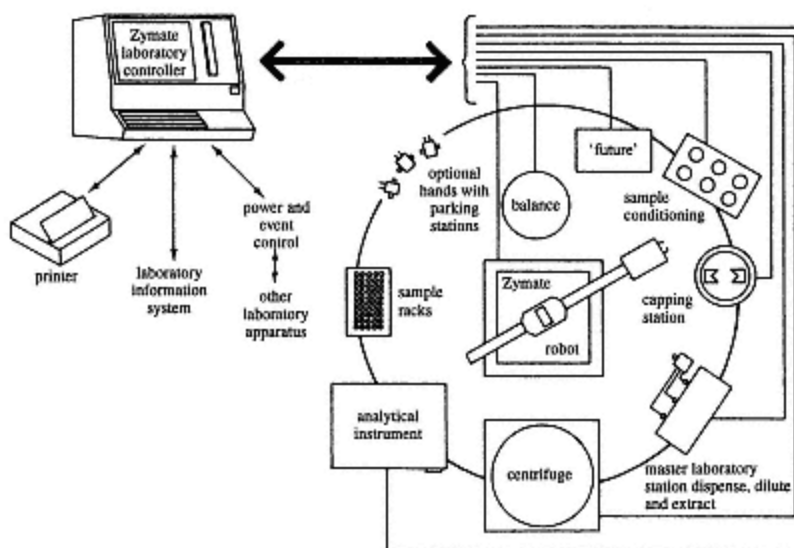 Zymate
laboratory
controller
printer
laboratory
information
system
power and
event
control
other
laboratory
apparatus
optional
hands with
parking
stations
'future'
balance
sample
conditioning
sample
racks
Zymate
robot
capping
station
analytical
instrument
centrifuge
master laboratory
station dispense, dilute
and extract